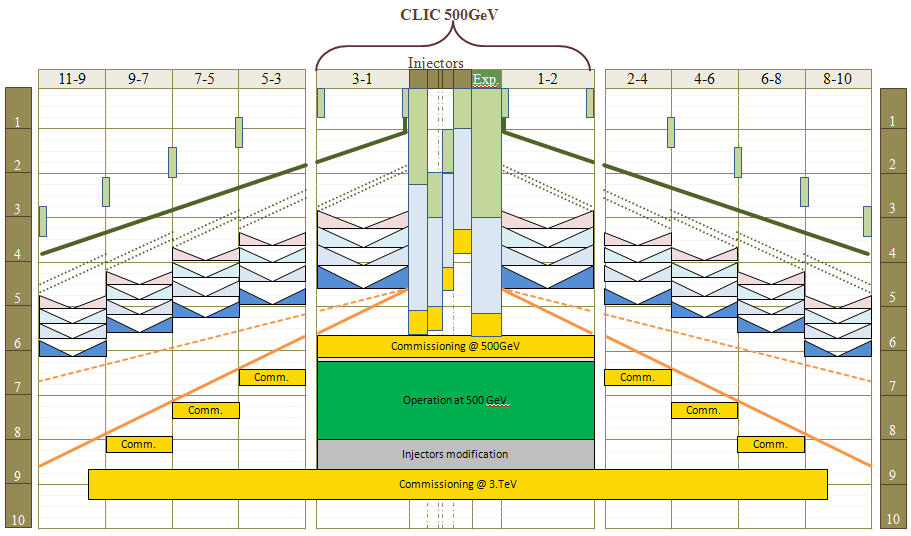 CLIC 500GeV
Injectors
11-9 9-7 7-5 5-3 3-1 Exp. 1-2 2-4 4-6 6-8 8-10
1 1
2 2
3 3
4 4
5 5
6 6
Commissioning @ 500GeV
7 Comm. Comm. 7
Operation at 500 GeV.
Comm. Comm.
8 8
Comm. Comm.
Injectors modification
9 Commissioning @ 3.TeV 9
10 10